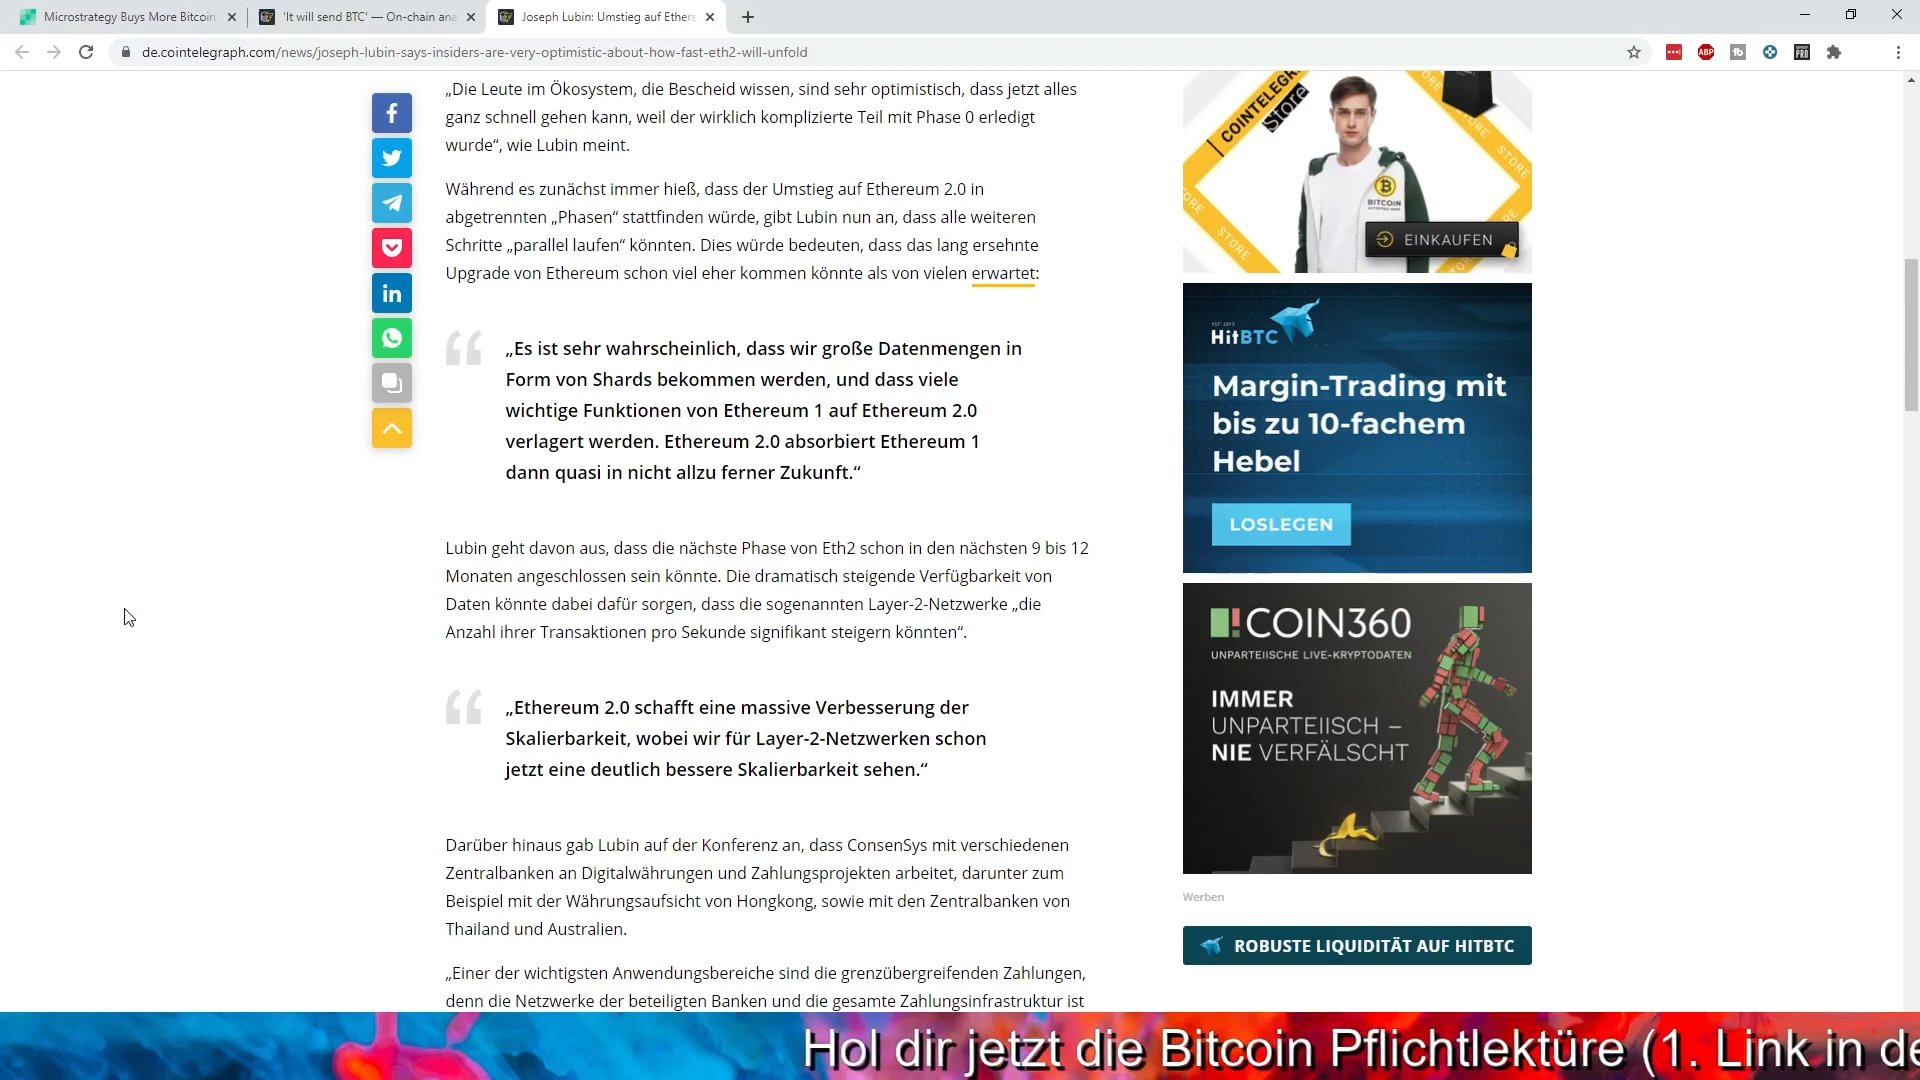 Microstrategy Buys More Bitcoin
'It will send BTC' — On-chain ana
Joseph Lubin: Umstieg auf Ethere
de.cointelegraph.com/news/joseph-lubin-says-insiders-are-very-optimistic-about-how-fast-eth2-will-unfold
ABP
„Die Leute im Ökosystem, die Bescheid wissen, sind sehr optimistisch, dass jetzt alles
ganz schnell gehen kann, weil der wirklich komplizierte Teil mit Phase 0 erledigt
wurde“, wie Lubin meint.
Während es zunächst immer hieß, dass der Umstieg auf Ethereum 2.0 in
abgetrennten „Phasen“ stattfinden würde, gibt Lubin nun an, dass alle weiteren
Schritte „parallel laufen“ könnten. Dies würde bedeuten, dass das lang ersehnte
Upgrade von Ethereum schon viel eher kommen könnte als von vielen erwartet:
„Es ist sehr wahrscheinlich, dass wir große Datenmengen in
Form von Shards bekommen werden, und dass viele
wichtige Funktionen von Ethereum 1 auf Ethereum 2.0
verlagert werden. Ethereum 2.0 absorbiert Ethereum 1
dann quasi in nicht allzu ferner Zukunft.“
Lubin geht davon aus, dass die nächste Phase von Eth2 schon in den nächsten 9 bis 12
Monaten angeschlossen sein könnte. Die dramatisch steigende Verfügbarkeit von
Daten könnte dabei dafür sorgen, dass die sogenannten Layer-2-Netzwerke „die
Anzahl ihrer Transaktionen pro Sekunde signifikant steigern könnten“.
„Ethereum 2.0 schafft eine massive Verbesserung der
Skalierbarkeit, wobei wir für Layer-2-Netzwerken schon
jetzt eine deutlich bessere Skalierbarkeit sehen.“
Darüber hinaus gab Lubin auf der Konferenz an, dass ConsenSys mit verschiedenen
Zentralbanken an Digitalwährungen und Zahlungsprojekten arbeitet, darunter zum
Beispiel mit der Währungsaufsicht von Hongkong, sowie mit den Zentralbanken von
Thailand und Australien.
„Einer der wichtigsten Anwendungsbereiche sind die grenzübergreifenden Zahlungen,
denn die Netzwerke der beteiligten Banken und die gesamte Zahlungsinfrastruktur ist
COINTELEGR
Store
STORE
STORE
STORE
STORE
BITCOIN
EINKAUFEN
HitBTC
Margin-Trading mit
bis zu 10-fachem
Hebel
LOSLEGEN
COIN360
UNPARTEIISCHE LIVE-KRYPTODATEN
IMMER
UNPARTEIISCH –
NIE VERFÄLSCHT
Werben
ROBUSTE LIQUIDITÄT AUF HITBTC
Hol dir jetzt die Bitcoin Pflichtlektüre (1. Link in de